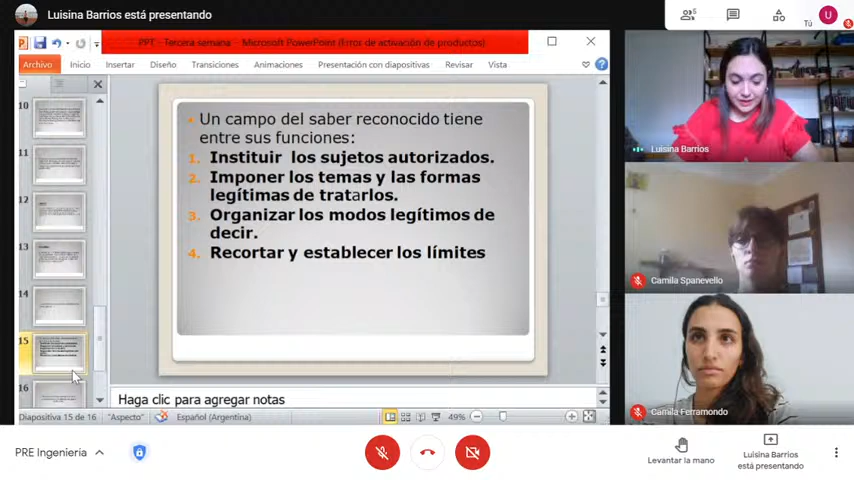 Luisina Barrios está presentando
5
U
Tú
PPT - Tercera semana - Microsoft PowerPoint (Error de activación de productos)
Archivo Inicio Insertar Diseño Transiciones Animaciones Presentación con diapositivas Revisar Vista
10
11
12
13
14
15
16
Un campo del saber reconocido tiene
entre sus funciones:
1. Instituir los sujetos autorizados.
2. Imponer los temas y las formas
legítimas de tratarlos.
3. Organizar los modos legítimos de
decir.
4. Recortar y establecer los límites
Haga clic para agregar notas
Diapositiva 15 de 16 "Aspecto" Español (Argentina) 49%
Luisina Barrios
Camila Spanevello
Camila Ferramondo
PRE Ingeniería
Levantar la mano
Luisina Barrios
está presentando